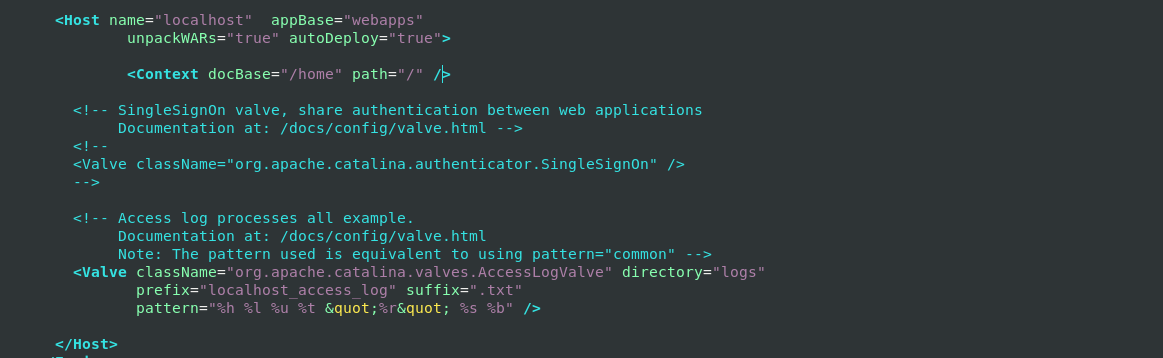 <Host name="localhost"  appBase="webapps"
unpackWARs="true" autoDeploy="true">
<Context docBase="/home" path="/" />
<!-- SingleSignOn valve, share authentication between web applications
Documentation at: /docs/config/valve.html -->
<!--
<Valve className="org.apache.catalina.authenticator.SingleSignOn" />
-->
<!-- Access log processes all example.
Documentation at: /docs/config/valve.html
Note: The pattern used is equivalent to using pattern="common" -->
<Valve className="org.apache.catalina.valves.AccessLogValve" directory="logs"
prefix="localhost_access_log" suffix=".txt"
pattern="%h %l %u %t &quot;%r&quot; %s %b" />
</Host>